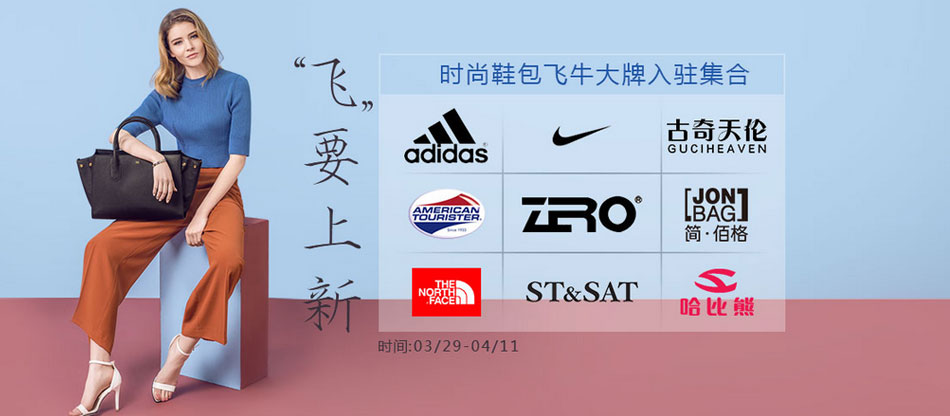 “飞”要上新
时尚鞋包飞牛大牌入驻集合
adidas®
古奇天伦
GUCIHEAVEN
AMERICAN
TOURISTER®
Since 1933
ZERO®
[JON
BAG]
简·佰格
THE
NORTH
FACE
ST&SAT
哈比熊
时间:03/29-04/11